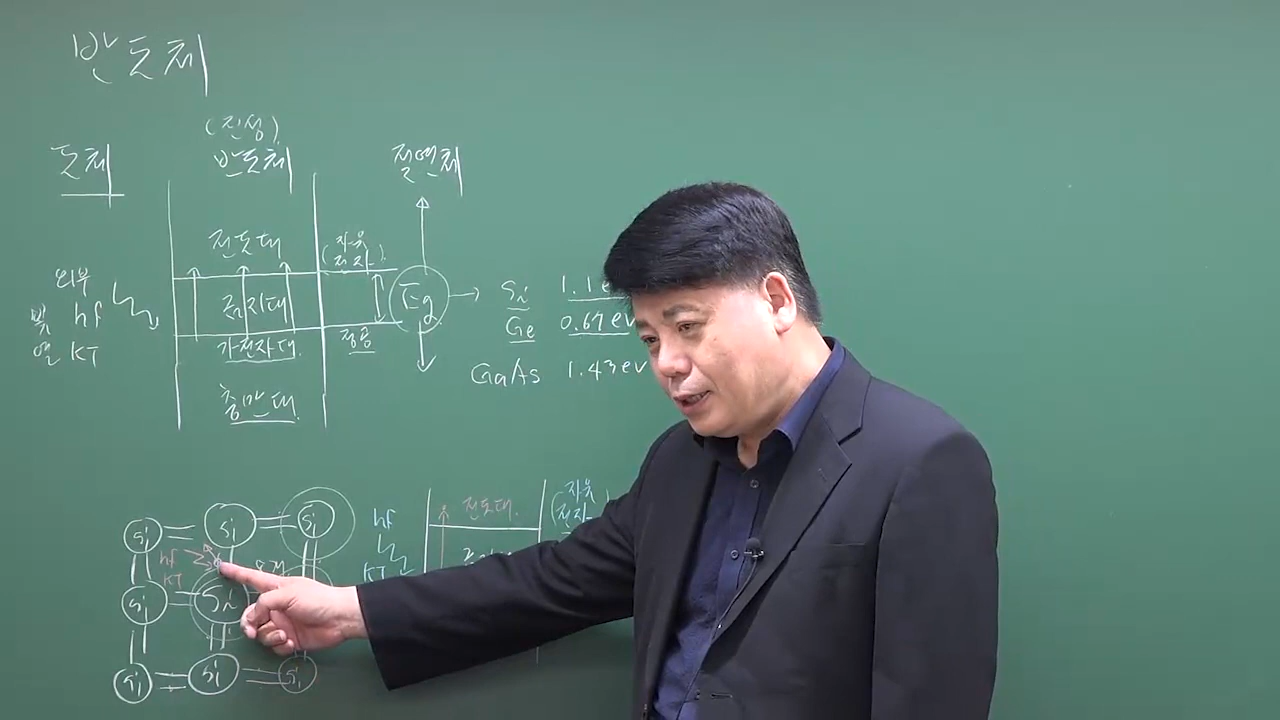 반도체
(진성)
도체 반도체 절연체
전도대 (자유전자)
외부
빛 hf 금지대 Eg → Si 1.1e
열 KT 가전자대 정공 Ge 0.67eV
GaAs 1.43eV
충만대
Si Si Si hf 전도대. (자유전자
hf
KT KT
Si Si
Si Si Si